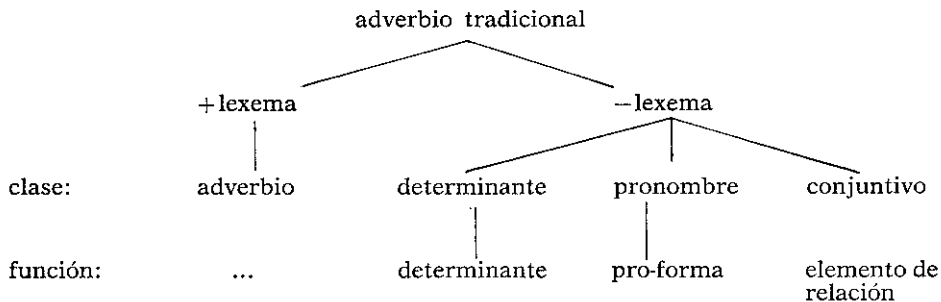 adverbio tradicional
+lexema −lexema
clase: adverbio determinante pronombre conjuntivo
función: ... determinante pro-forma elemento de
relación